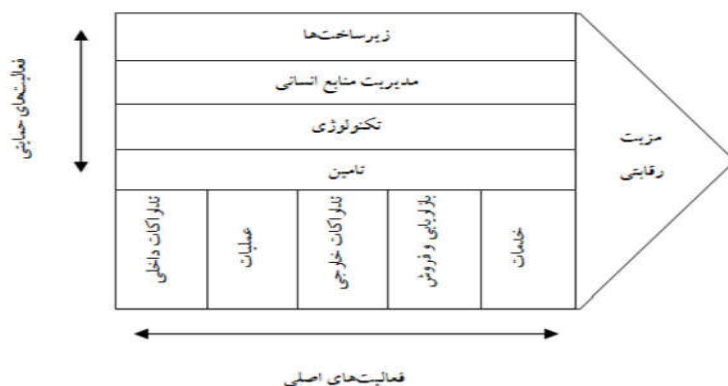 زیرساخت‌ها
مدیریت منابع انسانی
تکنولوژی
تامین
فعالیت‌های حمایتی
مزیت
رقابتی
تدارکات داخلی
عملیات
تدارکات خارجی
بازاریابی و فروش
خدمات
فعالیت‌های اصلی